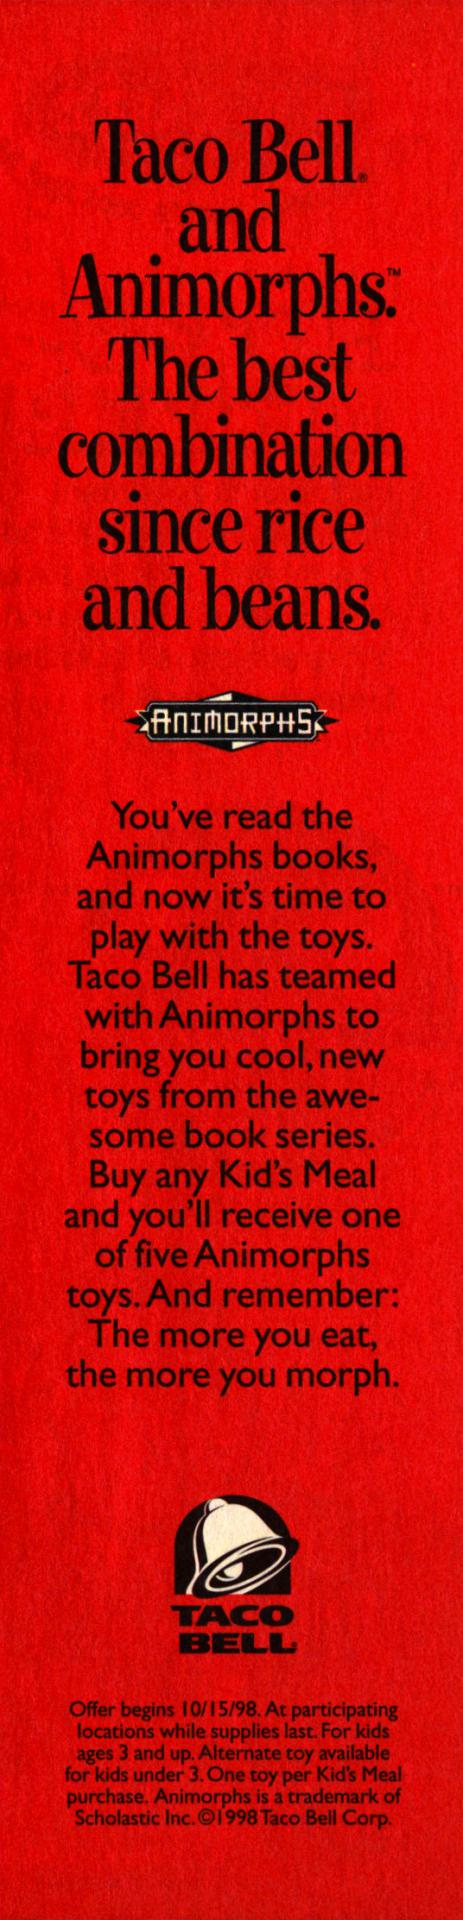 Taco Bell®
and
Animorphs.™
The best
combination
since rice
and beans.
ANIMORPHS
You've read the
Animorphs books,
and now it's time to
play with the toys.
Taco Bell has teamed
with Animorphs to
bring you cool, new
toys from the awe-
some book series.
Buy any Kid's Meal
and you'll receive one
of five Animorphs
toys. And remember:
The more you eat,
the more you morph.
TACO
BELL®
Offer begins 10/15/98. At participating
locations while supplies last. For kids
ages 3 and up. Alternate toy available
for kids under 3. One toy per Kid's Meal
purchase. Animorphs is a trademark of
Scholastic Inc. ©1998 Taco Bell Corp.